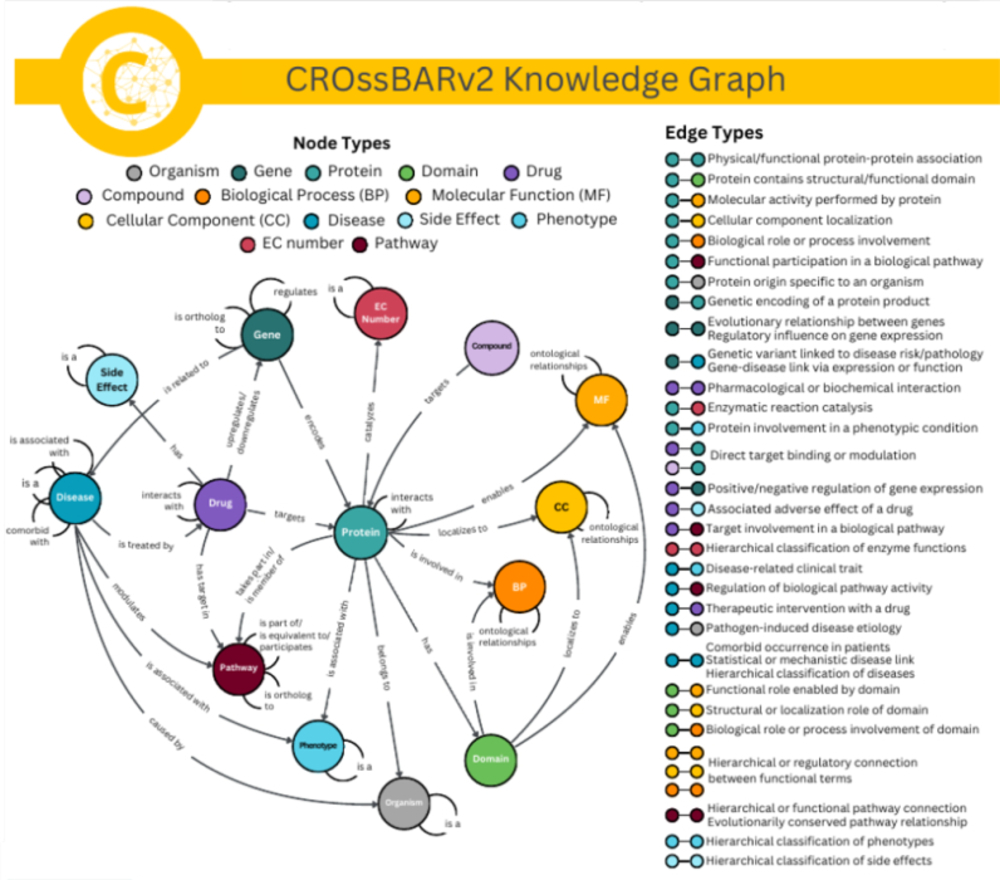 C
CROssBARv2 Knowledge Graph
Node Types
Organism Gene Protein Domain Drug
Compound Biological Process (BP) Molecular Function (MF)
Cellular Component (CC) Disease Side Effect Phenotype
EC number Pathway
Edge Types
Physical/functional protein-protein association
Protein contains structural/functional domain
Molecular activity performed by protein
Cellular component localization
Biological role or process involvement
Functional participation in a biological pathway
Protein origin specific to an organism
Genetic encoding of a protein product
Evolutionary relationship between genes
Regulatory influence on gene expression
Genetic variant linked to disease risk/pathology
Gene-disease link via expression or function
Pharmacological or biochemical interaction
Enzymatic reaction catalysis
Protein involvement in a phenotypic condition
Direct target binding or modulation
Positive/negative regulation of gene expression
Associated adverse effect of a drug
Target involvement in a biological pathway
Hierarchical classification of enzyme functions
Disease-related clinical trait
Regulation of biological pathway activity
Therapeutic intervention with a drug
Pathogen-induced disease etiology
Comorbid occurrence in patients
Statistical or mechanistic disease link
Hierarchical classification of diseases
Functional role enabled by domain
Structural or localization role of domain
Biological role or process involvement of domain
Hierarchical or regulatory connection
between functional terms
Hierarchical or functional pathway connection
Evolutionarily conserved pathway relationship
Hierarchical classification of phenotypes
Hierarchical classification of side effects
regulates
is ortholog
to
Gene
is a
EC
Number
Compound
ontological
relationships
MF
is a
Side
Effect
is related to
upregulates/
downregulates
encodes
catalyzes
targets
is associated
with
is a
Disease
comorbid
with
has
interacts
with
Drug
targets
is treated by
interacts
with
Protein
enables
localizes to
CC
ontological
relationships
is involved in
BP
ontological
relationships
has target in
takes part in/
is member of
modulates
is part of/
is equivalent to/
participates
Pathway
is ortholog
to
is associated with
is associated with
belongs to
has
is involved in
localizes to
enables
caused by
Phenotype
is a
Domain
Organism
is a